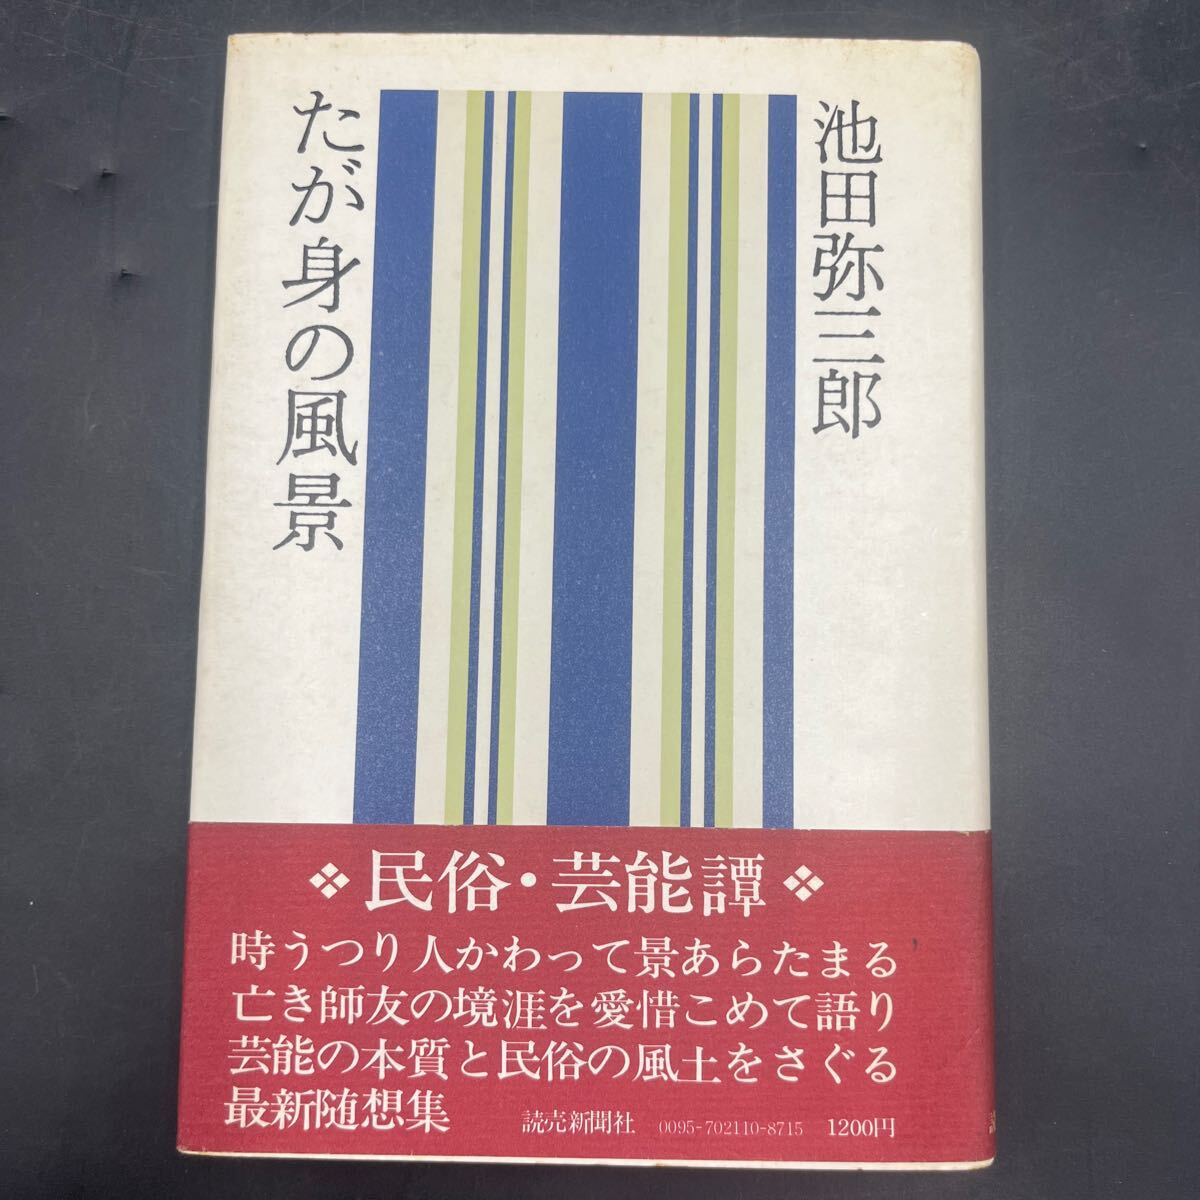 池田弥三郎
たが身の風景
❖民俗・芸能譚❖
時うつり人かわって景あらたまる
亡き師友の境涯を愛惜こめて語り
芸能の本質と民俗の風土をさぐる
最新随想集
読売新聞社 0095-702110-8715 1200円